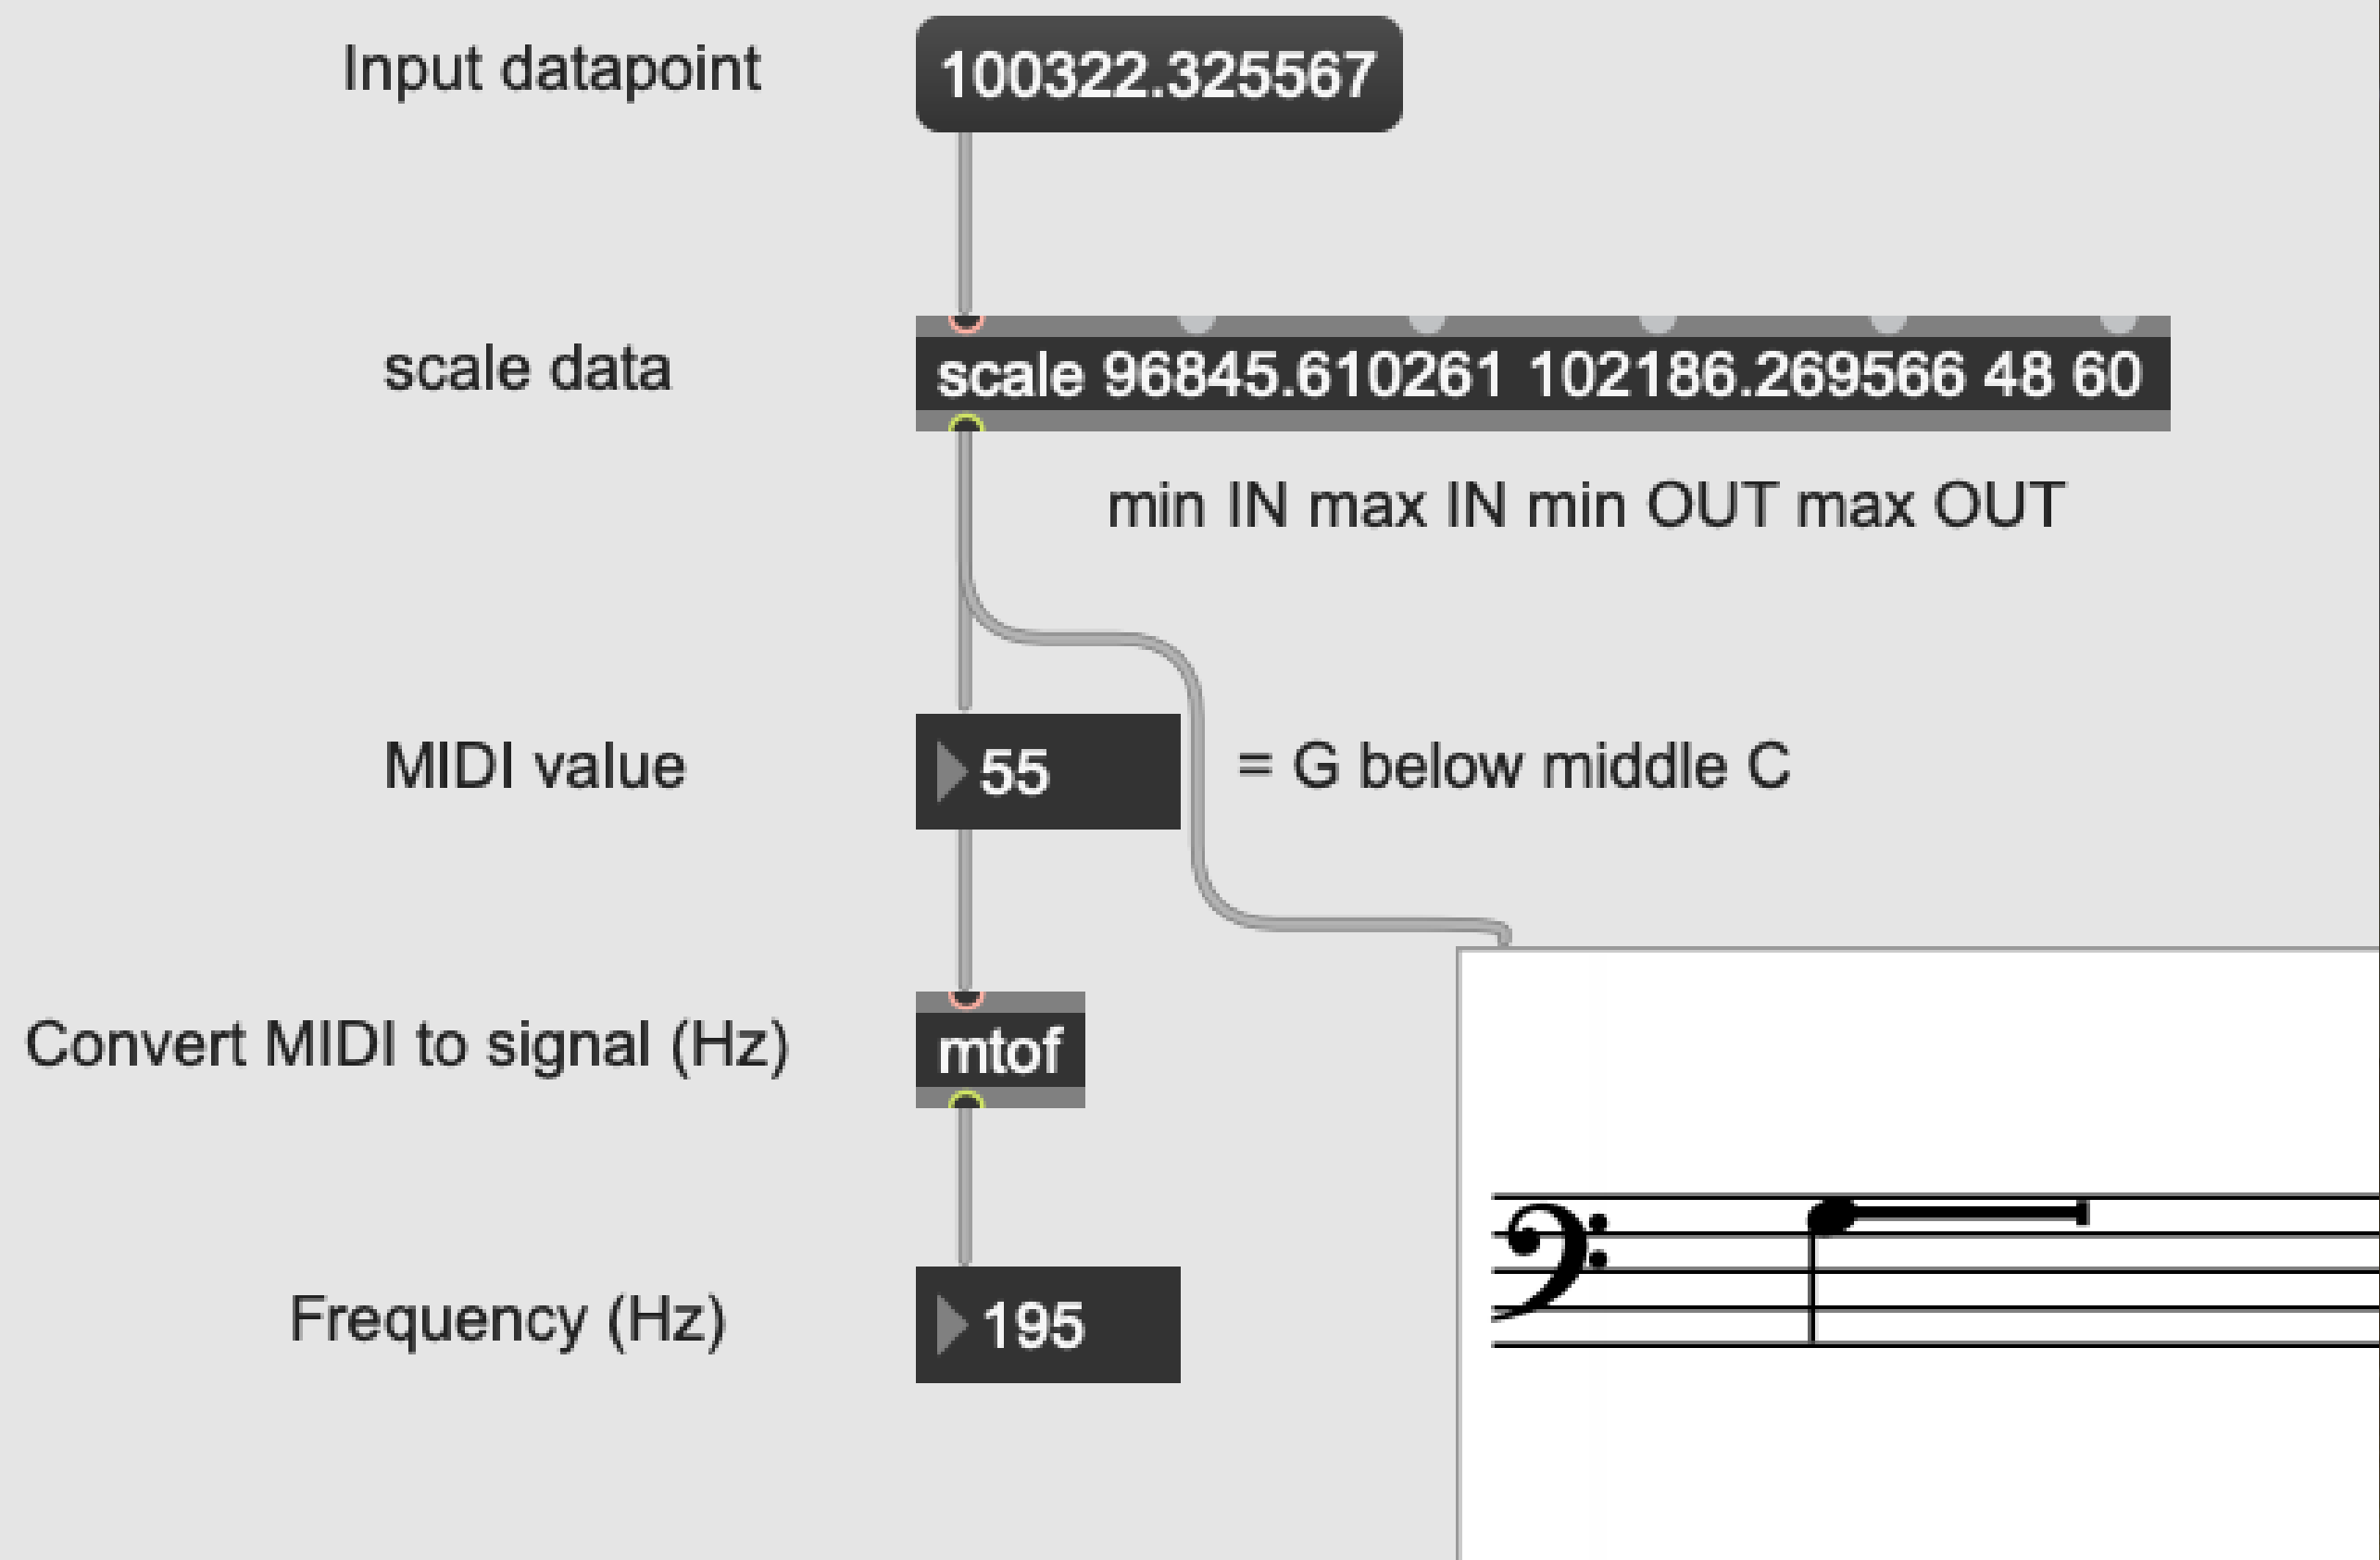 Input datapoint
100322.325567
scale data
scale 96845.610261 102186.269566 48 60
min IN max IN min OUT max OUT
MIDI value
55
≡ G below middle C
Convert MIDI to signal (Hz)
mtof
Frequency (Hz)
195